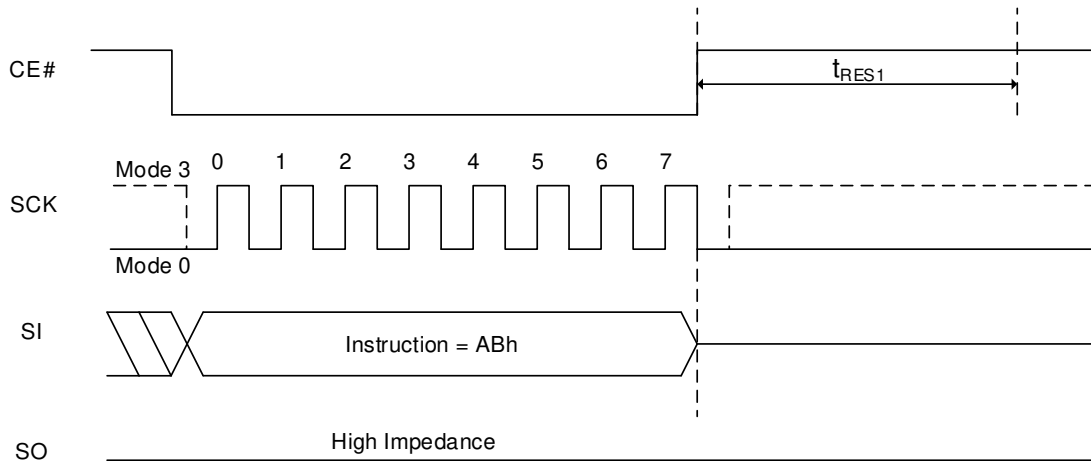 CE#
tRES1
Mode 3 0 1 2 3 4 5 6 7
SCK
Mode 0
SI
Instruction = ABh
High Impedance
SO